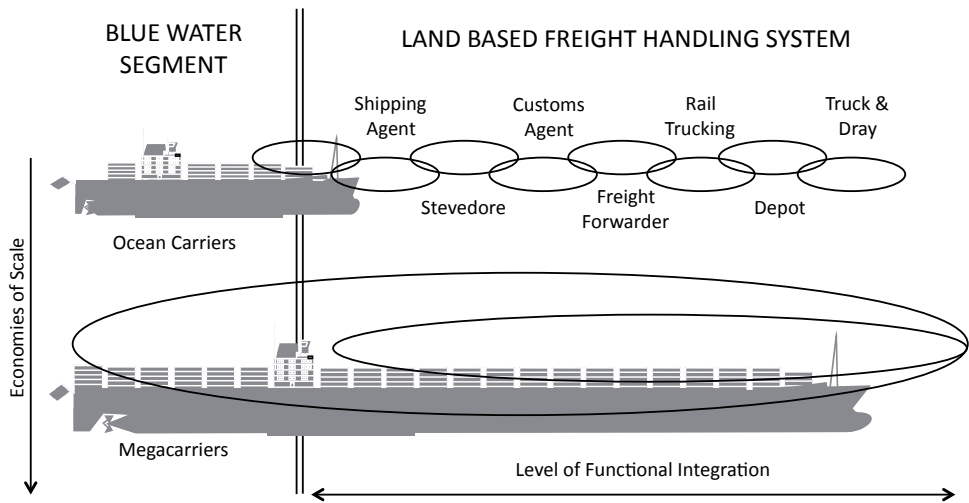 BLUE WATER
SEGMENT
LAND BASED FREIGHT HANDLING SYSTEM
Shipping
Agent
Customs
Agent
Rail
Trucking
Truck &
Dray
Stevedore
Freight
Forwarder
Depot
Ocean Carriers
Economies of Scale
Megacarriers
Level of Functional Integration